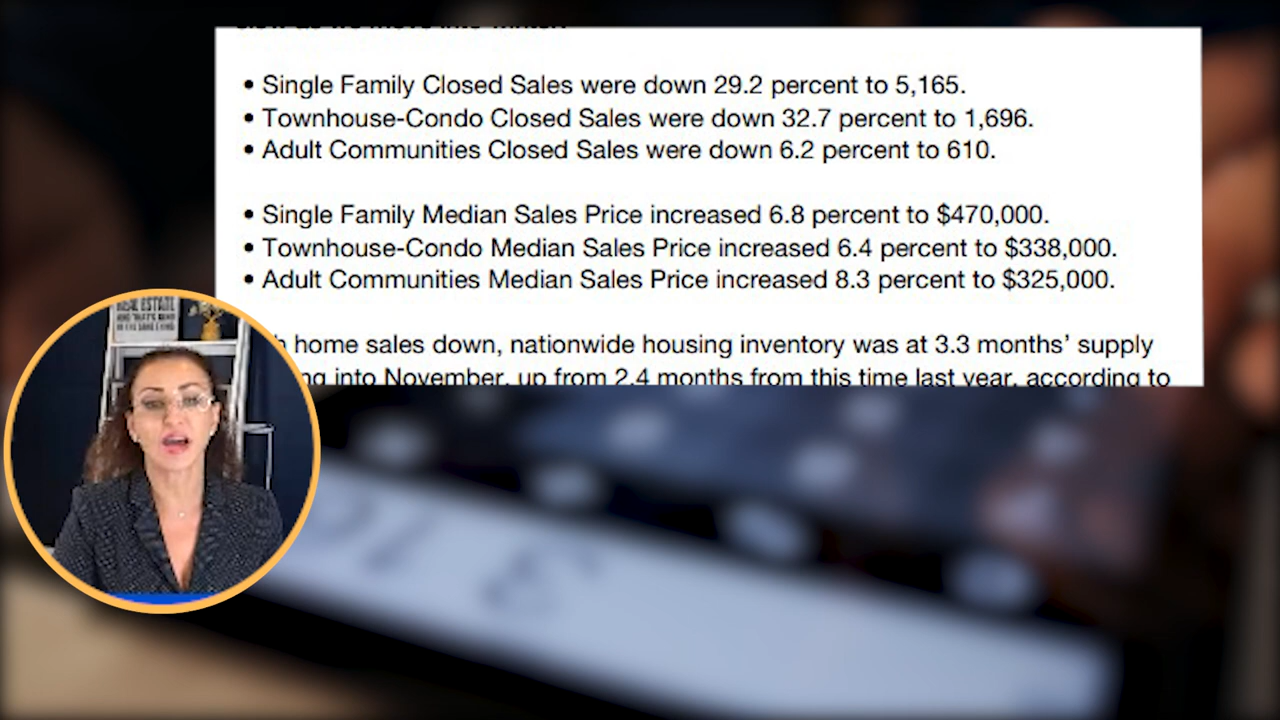 • Single Family Closed Sales were down 29.2 percent to 5,165.
• Townhouse-Condo Closed Sales were down 32.7 percent to 1,696.
• Adult Communities Closed Sales were down 6.2 percent to 610.
• Single Family Median Sales Price increased 6.8 percent to $470,000.
• Townhouse-Condo Median Sales Price increased 6.4 percent to $338,000.
• Adult Communities Median Sales Price increased 8.3 percent to $325,000.
home sales down, nationwide housing inventory was at 3.3 months’ supply
into November, up from 2.4 months from this time last year, according to
REAL ESTATE